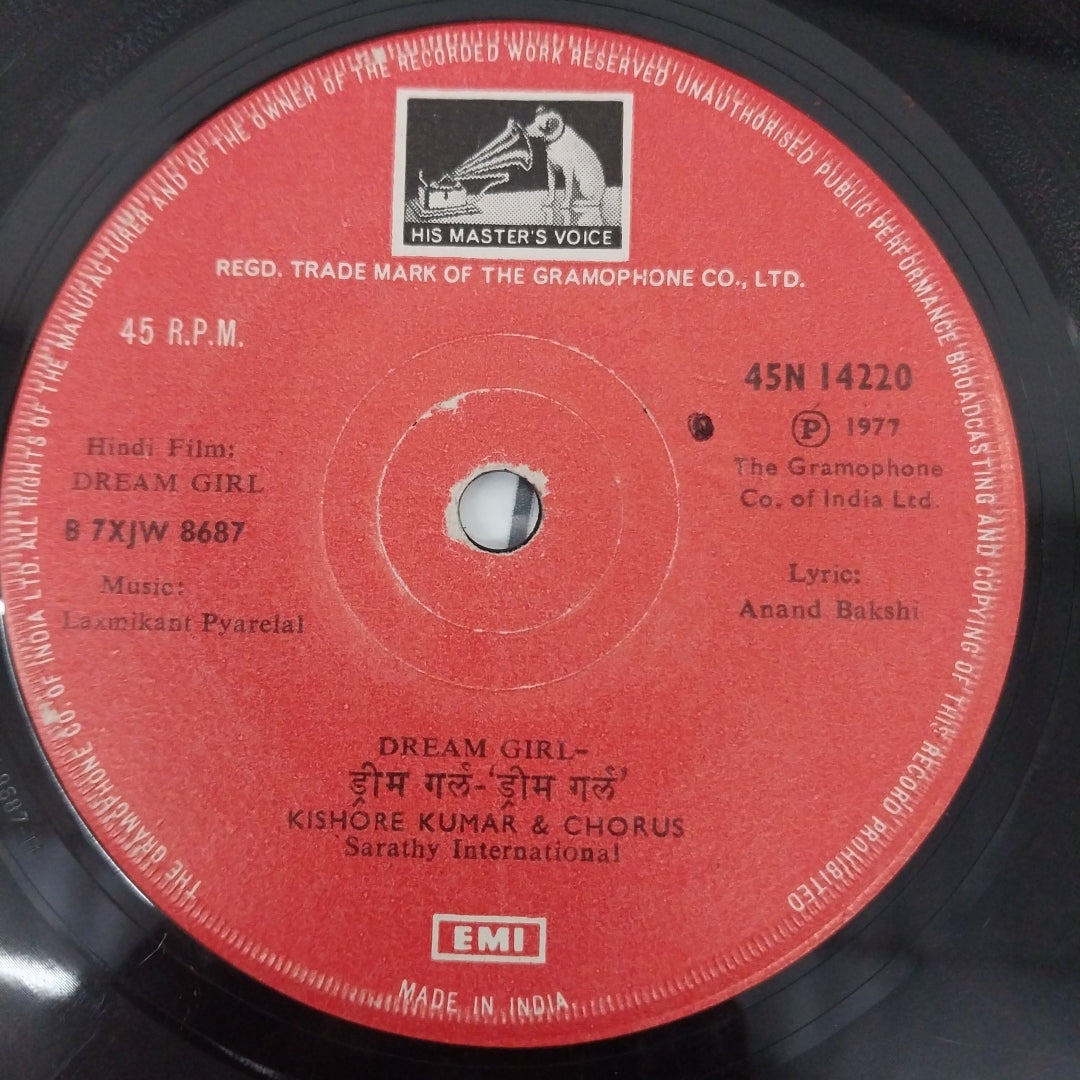 THE GRAMOPHONE CO. OF INDIA LTD. ALL RIGHTS OF THE MANUFACTURER AND OF THE OWNER OF THE RECORDED WORK RESERVED UNAUTHORISED PUBLIC PERFORMANCE BROADCASTING AND COPYING OF THIS RECORD PROHIBITED
HIS MASTER'S VOICE
REGD. TRADE MARK OF THE GRAMOPHONE CO., LTD.
45 R.P.M.
45N 14220
Ⓟ 1977
The Gramophone
Co. of India Ltd.
Hindi Film:
DREAM GIRL
B 7XJW 8687
Music:
Laxmikant Pyarelal
Lyric:
Anand Bakshi
DREAM GIRL-
ड्रीम गर्ल-'ड्रीम गर्ल'
KISHORE KUMAR & CHORUS
Sarathy International
EMI
MADE IN INDIA